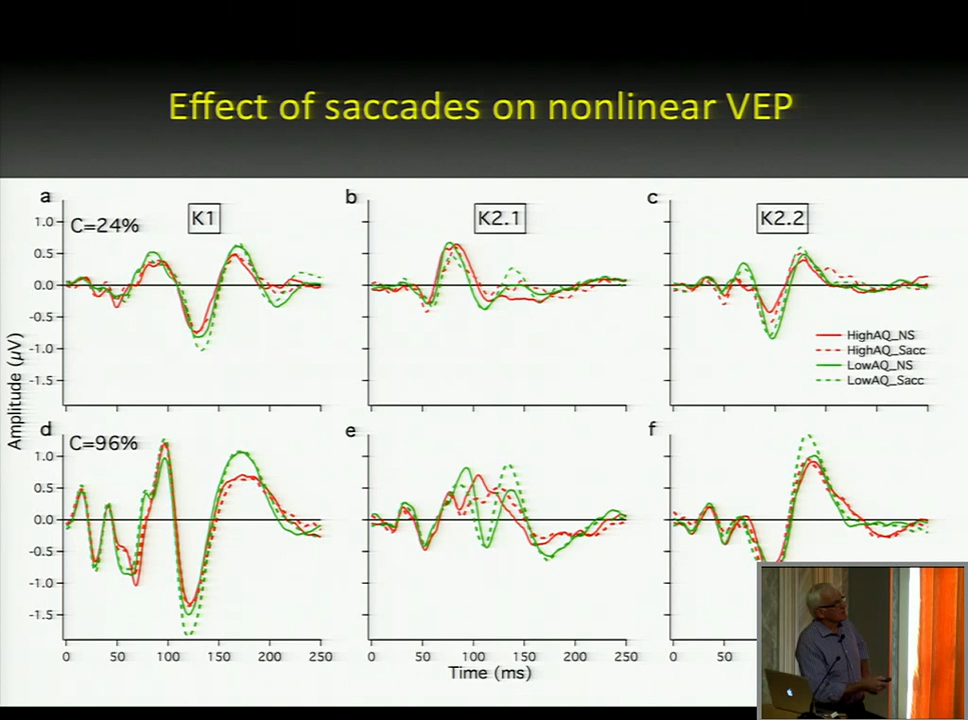 Effect of saccades on nonlinear VEP
a
C=24%
K1
b
K2.1
c
K2.2
1.0
0.5
0.0
-0.5
-1.0
-1.5
HighAQ_NS
HighAQ_Sacc
LowAQ_NS
LowAQ_Sacc
Amplitude (µV)
d
C=96%
e
f
1.0
0.5
0.0
-0.5
-1.0
-1.5
0 50 100 150 200 250
0 50 100 150 200 250
0 50
Time (ms)